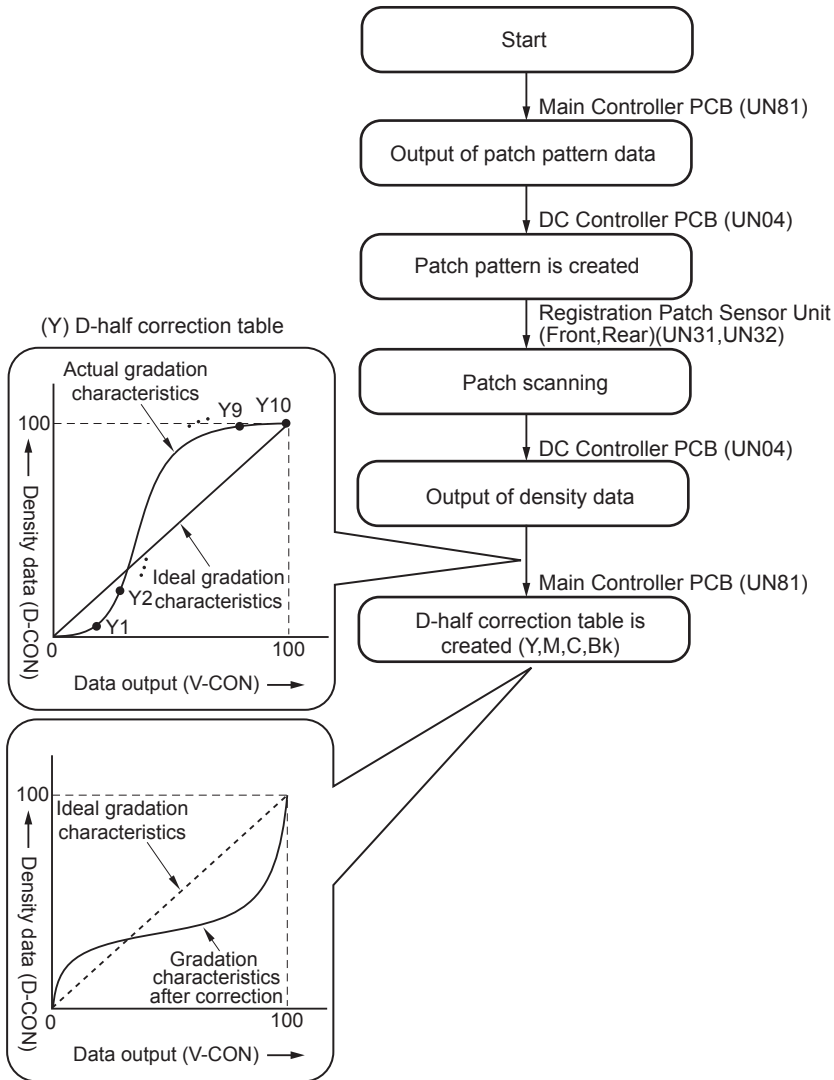 Start
Main Controller PCB (UN81)
Output of patch pattern data
DC Controller PCB (UN04)
Patch pattern is created
Registration Patch Sensor Unit
(Front,Rear)(UN31,UN32)
Patch scanning
DC Controller PCB (UN04)
Output of density data
Main Controller PCB (UN81)
D-half correction table is
created (Y,M,C,Bk)
(Y) D-half correction table
Actual gradation
characteristics
Y9
Y10
100
Density data (D-CON)
Ideal gradation
characteristics
Y2
Y1
0
100
Data output (V-CON)
100
Ideal gradation
characteristics
Density data (D-CON)
Gradation
characteristics
after correction
0
100
Data output (V-CON)